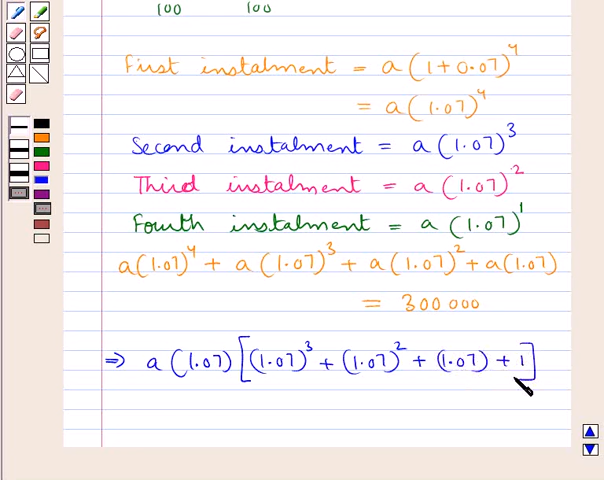 100 100
First instalment = a(1+0.07)^4
= a(1.07)^4
Second instalment = a(1.07)^3
Third instalment = a(1.07)^2
Fourth instalment = a(1.07)^1
a(1.07)^4 + a(1.07)^3 + a(1.07)^2 + a(1.07)
= 300 000
⇒ a(1.07)[(1.07)^3 + (1.07)^2 + (1.07) + 1]